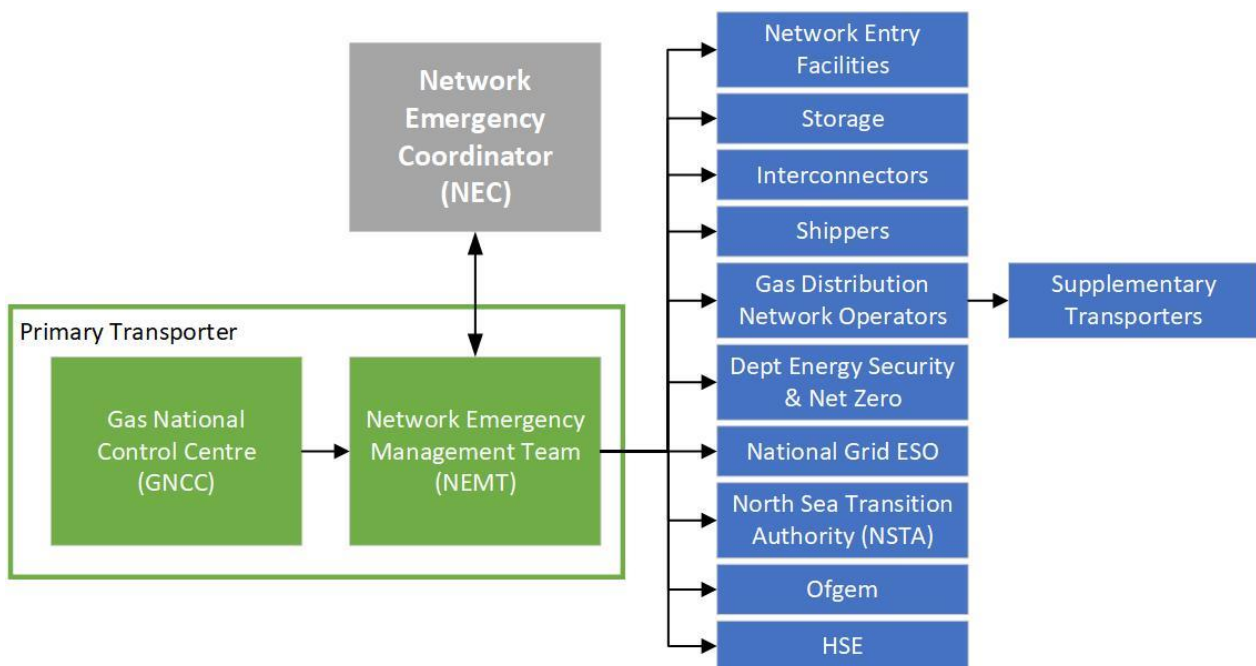 Network
Emergency
Coordinator
(NEC)
Primary Transporter
Gas National
Control Centre
(GNCC)
Network Emergency
Management Team
(NEMT)
Network Entry
Facilities
Storage
Interconnectors
Shippers
Gas Distribution
Network Operators
Supplementary
Transporters
Dept Energy Security
& Net Zero
National Grid ESO
North Sea Transition
Authority (NSTA)
Ofgem
HSE